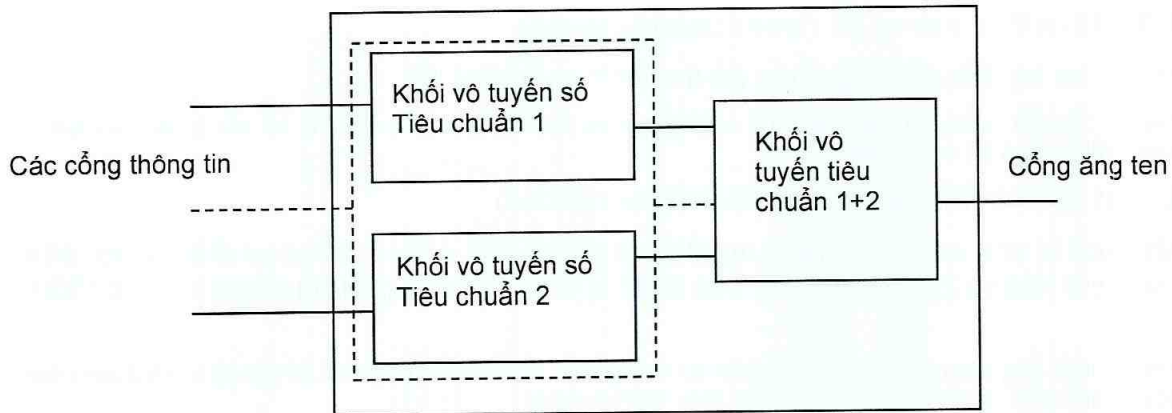 Khối vô tuyến số
Tiêu chuẩn 1
Các cổng thông tin
Khối vô
tuyến tiêu
chuẩn 1+2
Cổng ăng ten
Khối vô tuyến số
Tiêu chuẩn 2